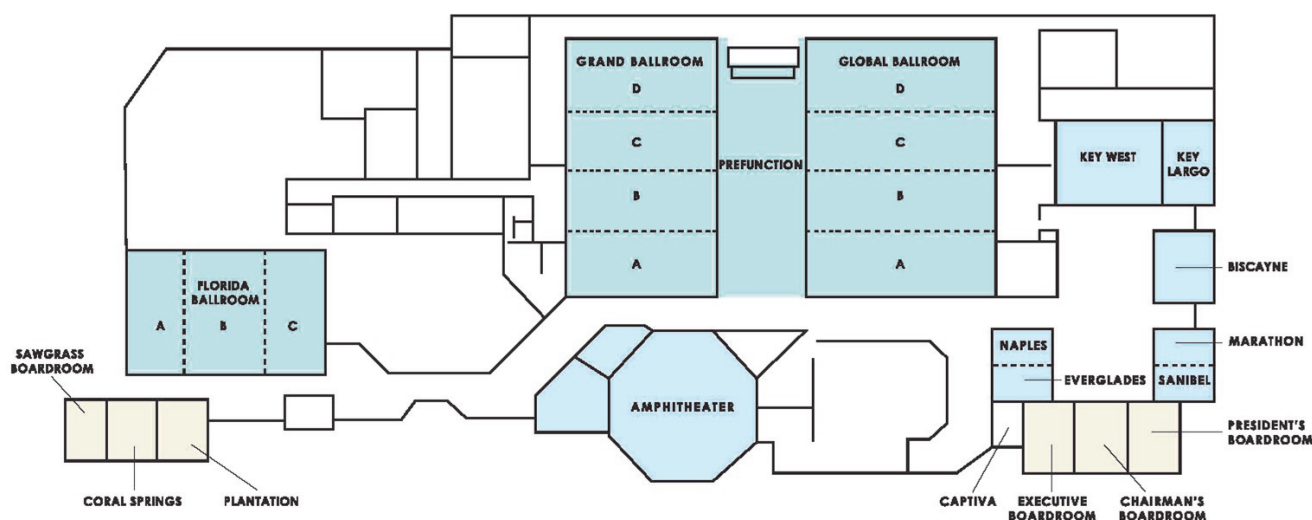 GRAND BALLROOM
D
C
B
A
PREFUNCTION
GLOBAL BALLROOM
D
C
B
A
KEY WEST
KEY
LARGO
BISCAYNE
FLORIDA
BALLROOM
A
B
C
SAWGRASS
BOARDROOM
CORAL SPRINGS
PLANTATION
AMPHITHEATER
NAPLES
EVERGLADES
MARATHON
SANIBEL
PRESIDENT'S
BOARDROOM
CAPTIVA
EXECUTIVE
BOARDROOM
CHAIRMAN'S
BOARDROOM